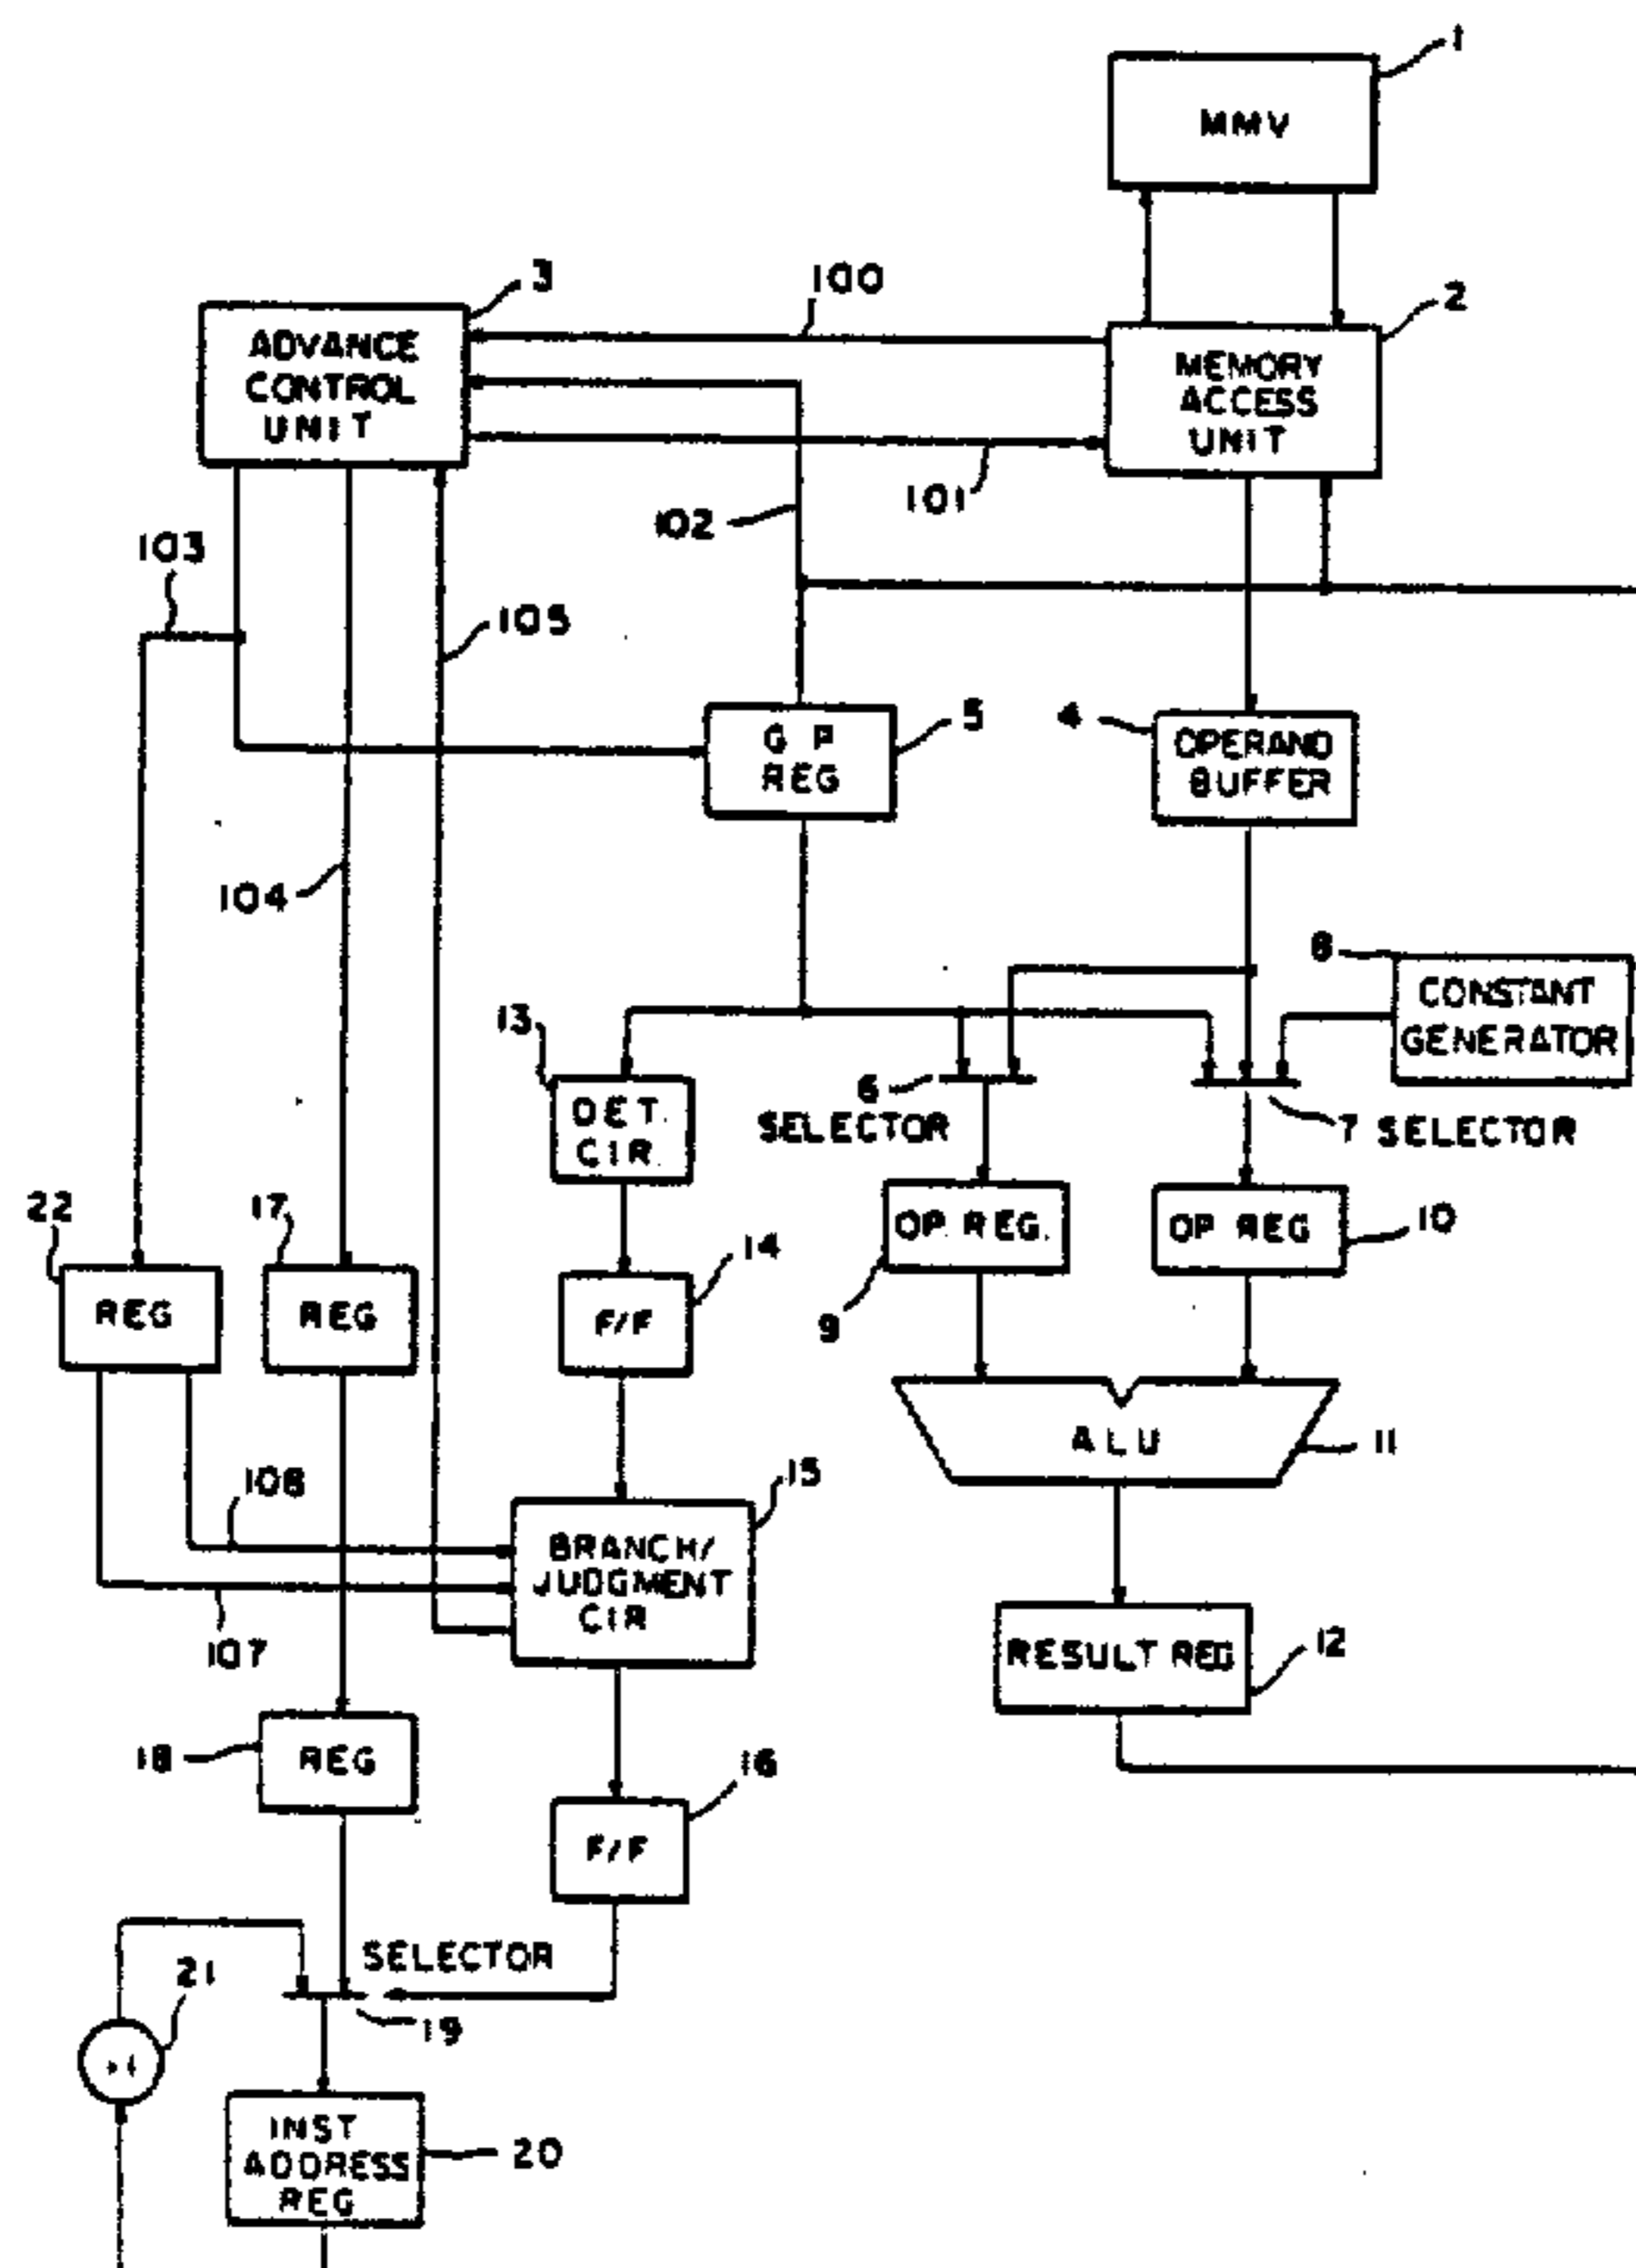 1
MMV
3
100
2
ADVANCE
CONTROL
UNIT
MEMORY
ACCESS
UNIT
101
102
103
105
5
4
G P
REG
OPERAND
BUFFER
104
8
CONSTANT
GENERATOR
13
DET
CIR.
6
SELECTOR
7 SELECTOR
22
17
OP REG.
OP REG
10
14
REG
REG
F/F
9
ALU
11
106
15
BRANCH/
JUDGMENT
CIR
107
RESULT REG
12
18
REG
16
F/F
SELECTOR
21
19
+1
INST
ADDRESS
REG
20